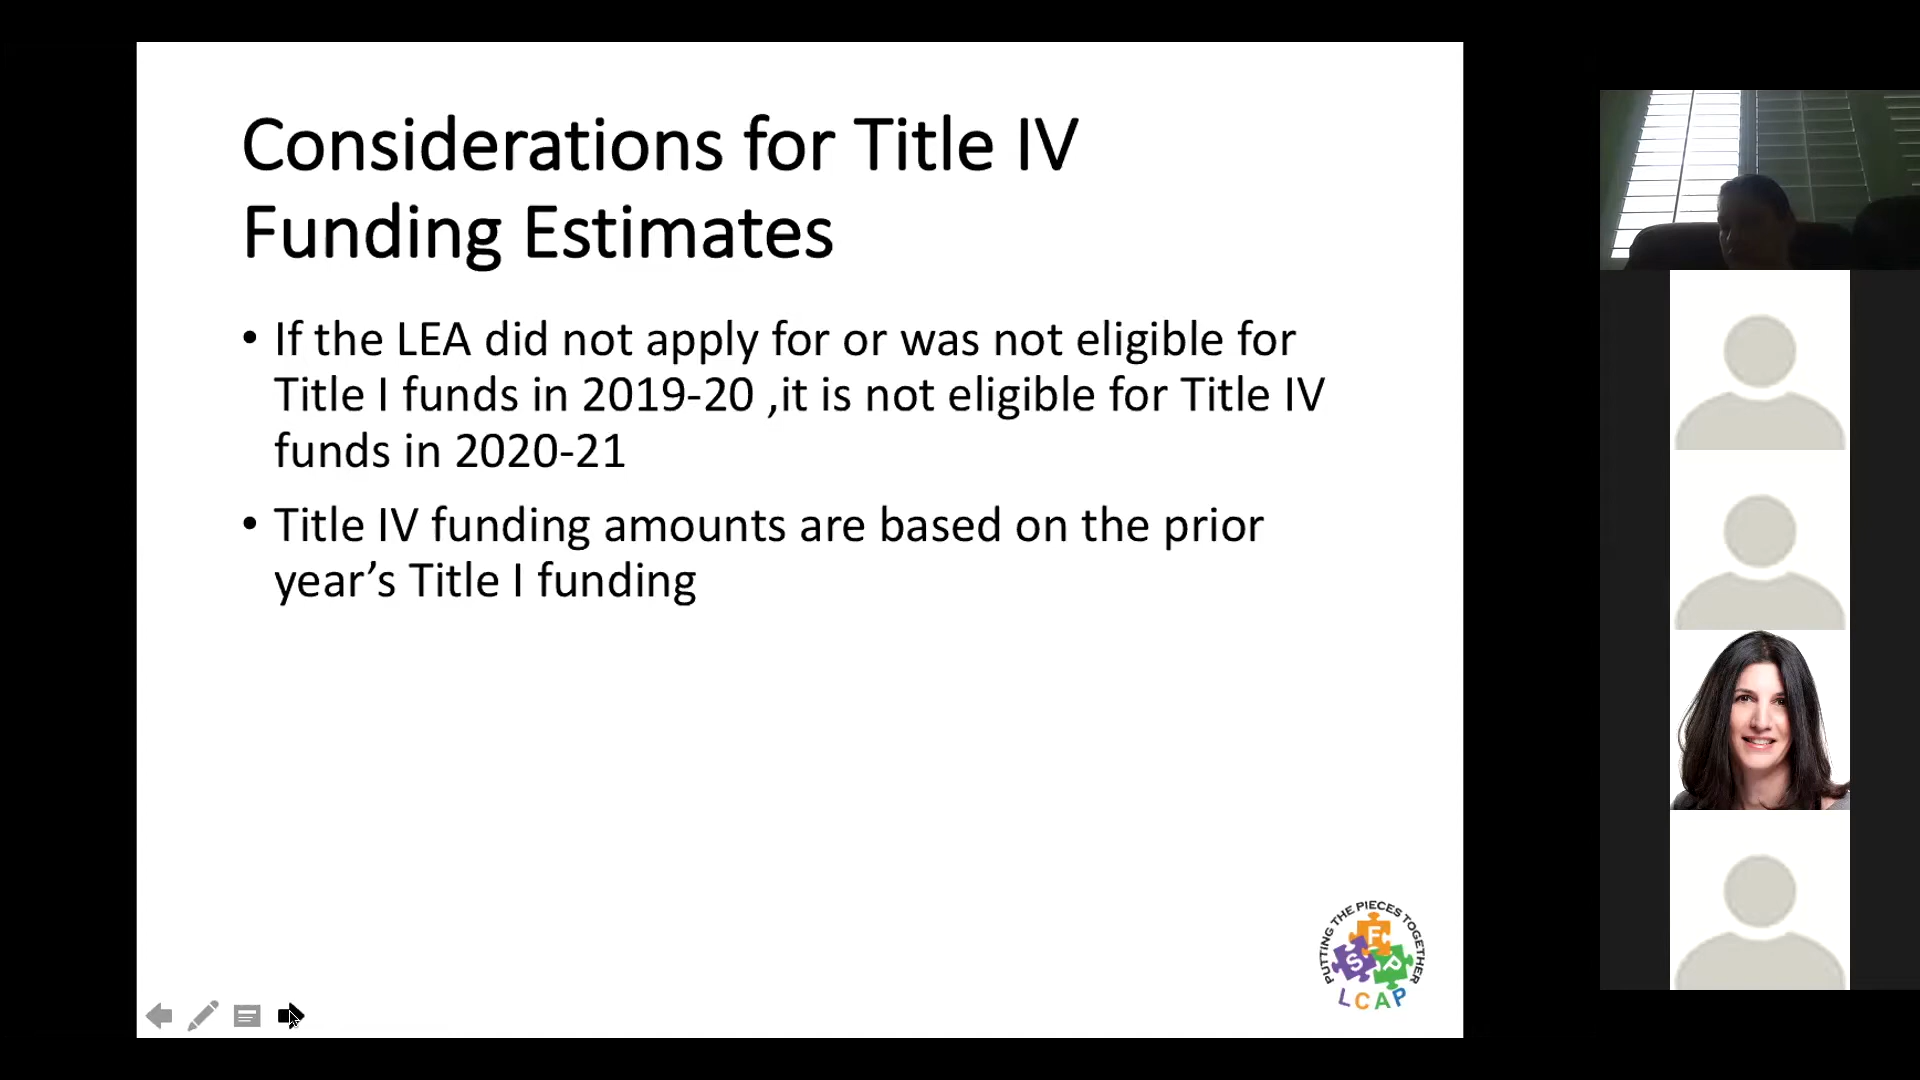 Considerations for Title IV
Funding Estimates
• If the LEA did not apply for or was not eligible for
Title I funds in 2019-20 ,it is not eligible for Title IV
funds in 2020-21
• Title IV funding amounts are based on the prior
year’s Title I funding
PUTTING THE PIECES TOGETHER
F
S P
LCAP